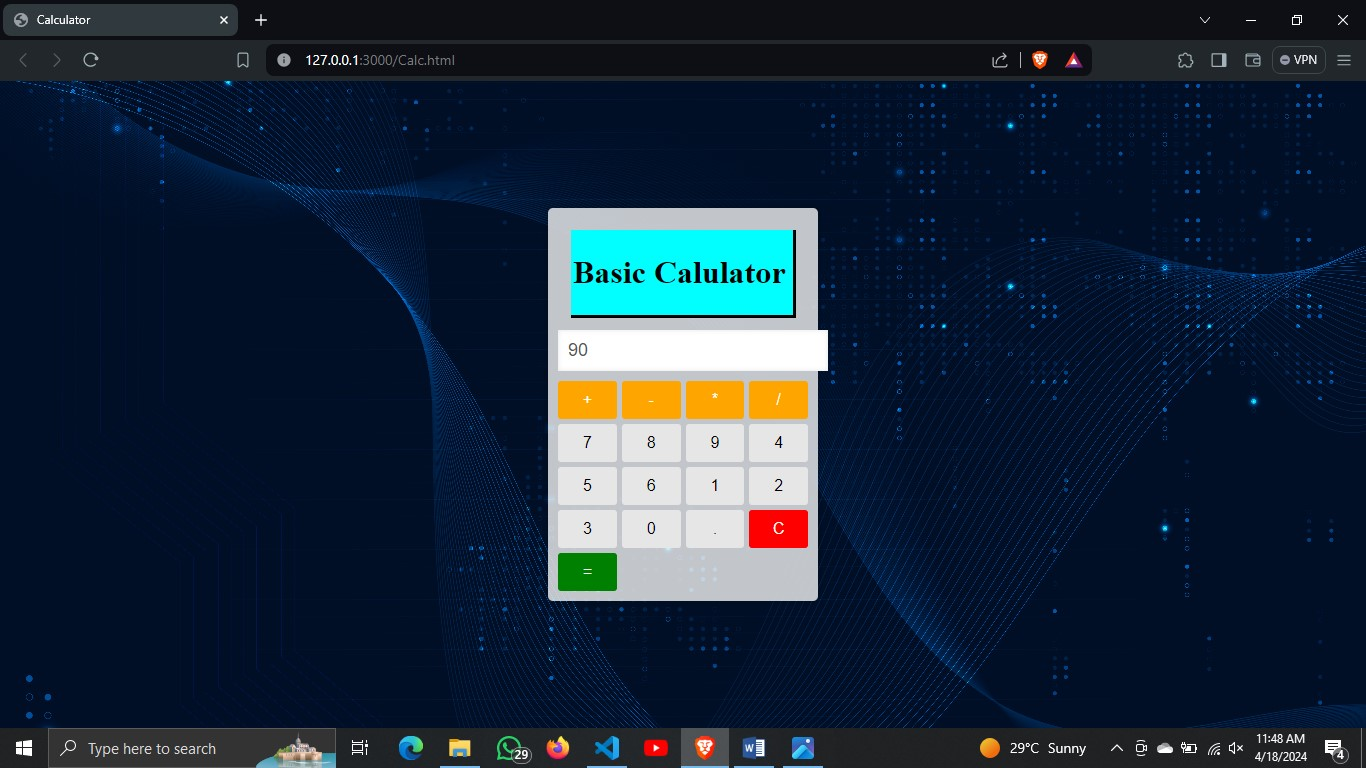 Calculator
127.0.0.1:3000/Calc.html
VPN
Basic Calulator
90
+ - * /
7 8 9 4
5 6 1 2
3 0 . C
=
Type here to search
29
29°C Sunny
11:48 AM
4/18/2024
4